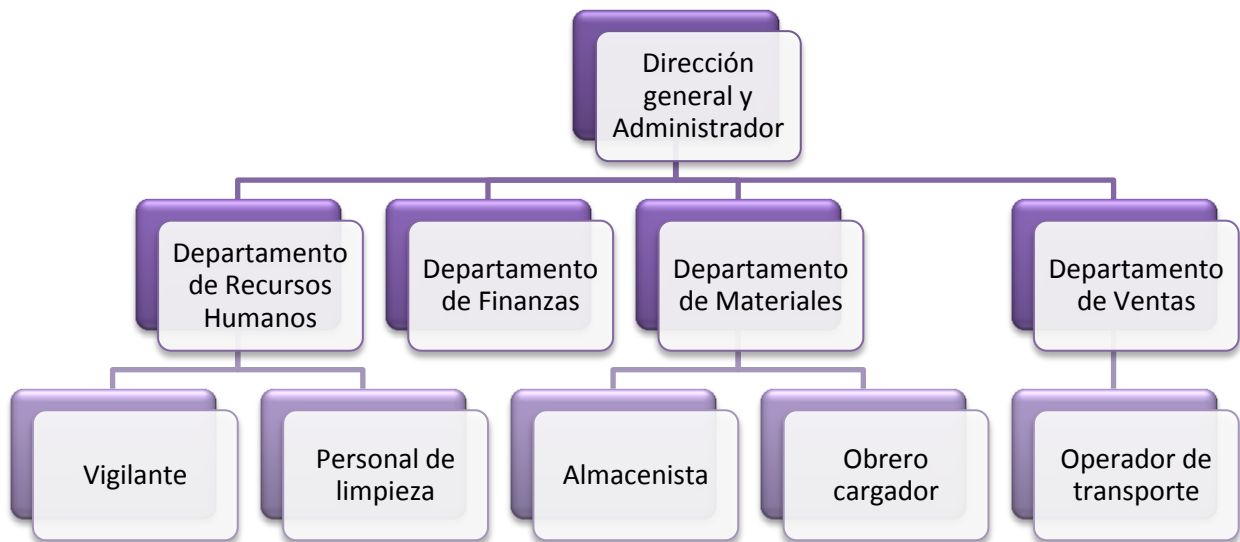 Dirección
general y
Administrador
Departamento
de Recursos
Humanos
Departamento
de Finanzas
Departamento
de Materiales
Departamento
de Ventas
Vigilante
Personal de
limpieza
Almacenista
Obrero
cargador
Operador de
transporte